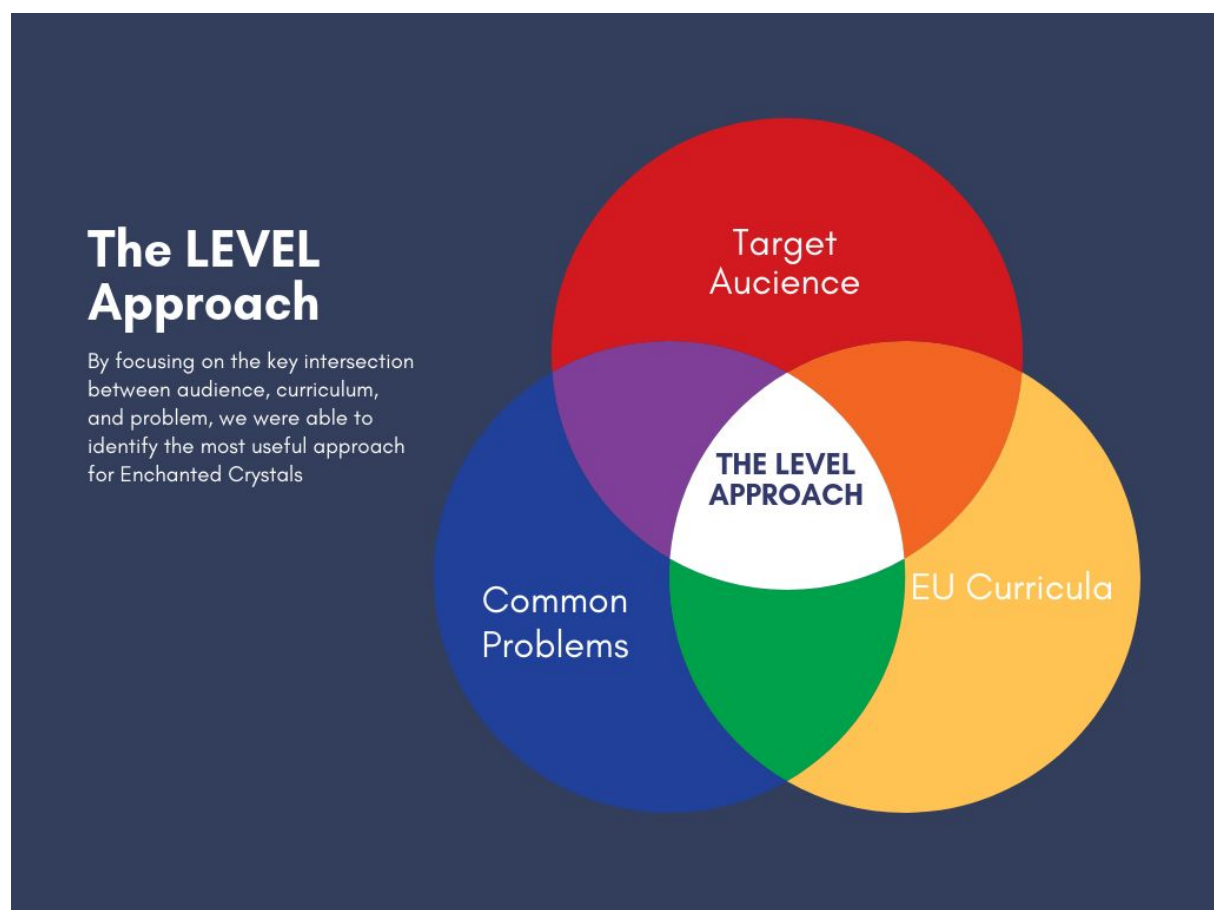 The LEVEL
Approach
By focusing on the key intersection
between audience, curriculum,
and problem, we were able to
identify the most useful approach
for Enchanted Crystals
Target
Aucience
THE LEVEL
APPROACH
Common
Problems
EU Curricula